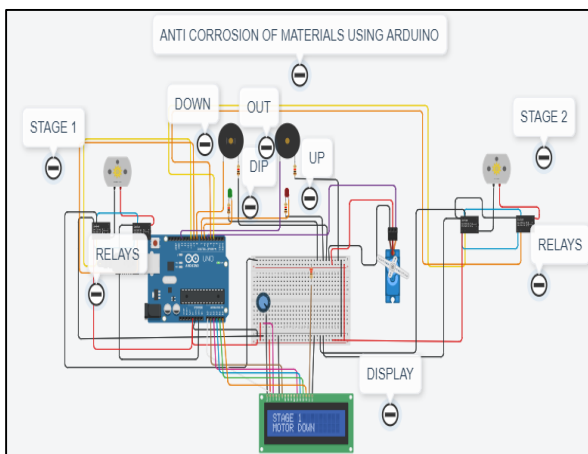 ANTI CORROSION OF MATERIALS USING ARDUINO
DOWN
OUT
STAGE 1
STAGE 2
DIP
UP
RELAYS
RELAYS
UNO
ARDUINO
DISPLAY
STAGE 1
MOTOR DOWN